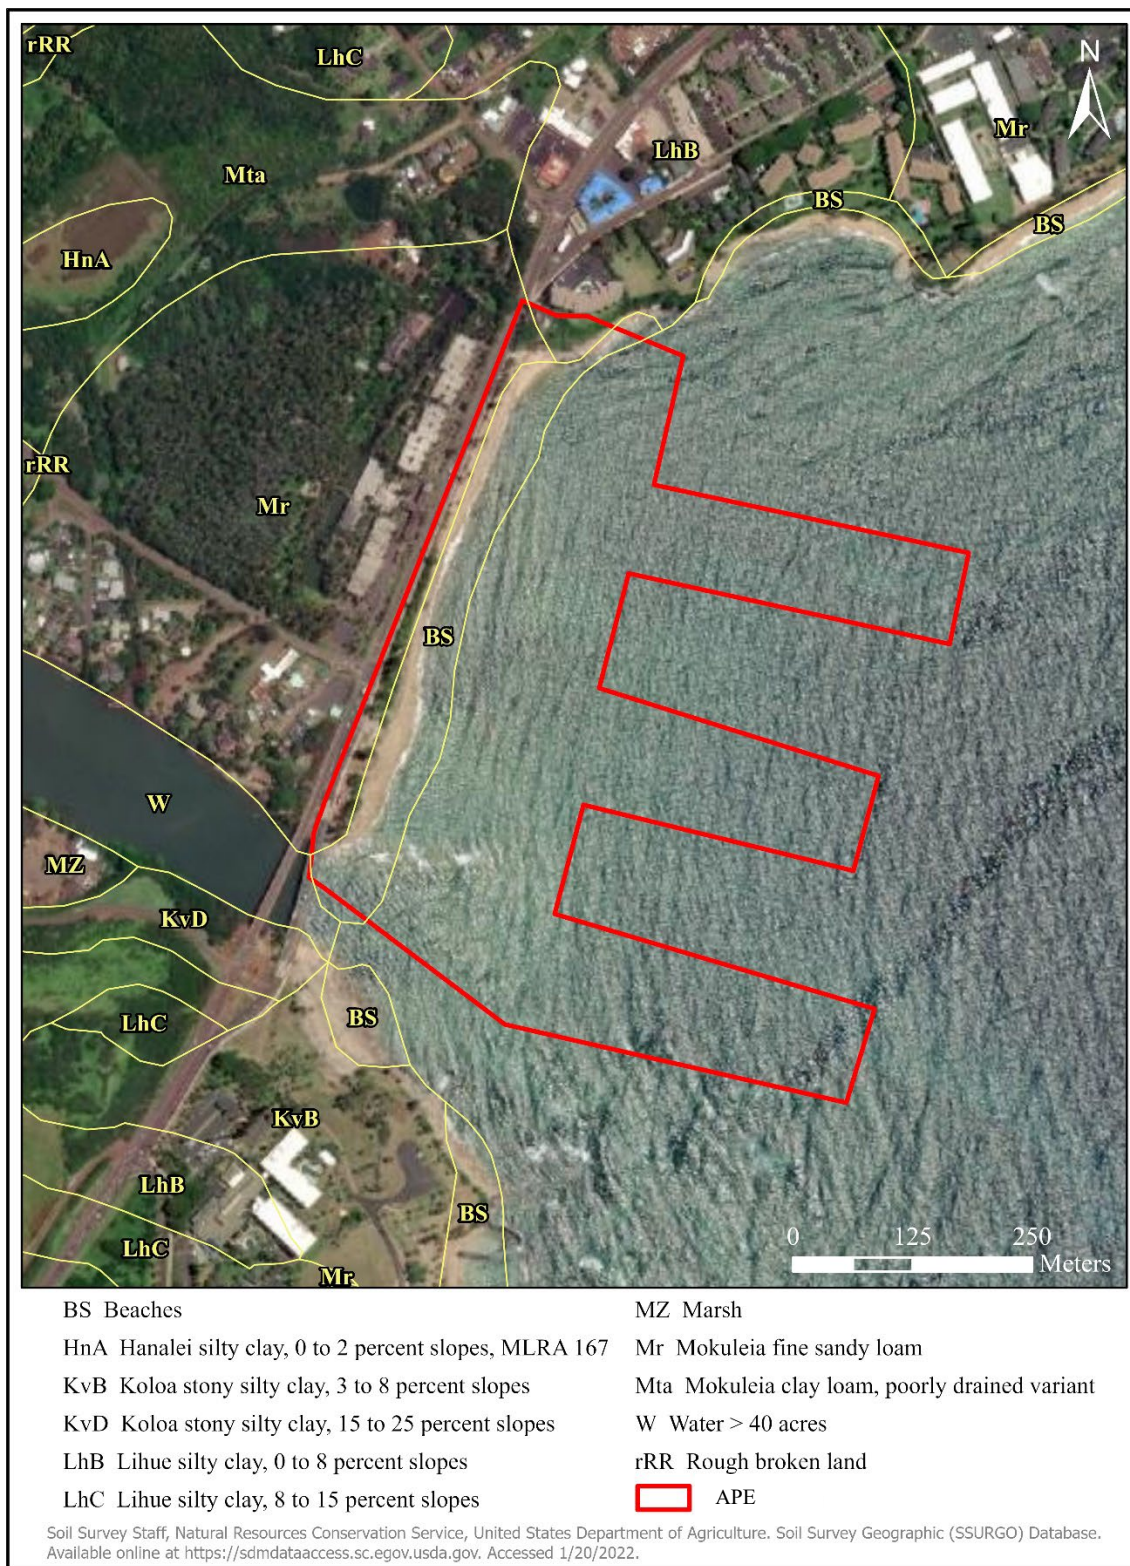 rRR
LhC
N
Mr
LhB
Mta
BS
BS
HnA
rRR
Mr
BS
W
MZ
KvD
BS
LhC
KvB
LhB
BS
LhC
Mr
0 125 250
Meters
BS Beaches
HnA Hanalei silty clay, 0 to 2 percent slopes, MLRA 167
KvB Koloa stony silty clay, 3 to 8 percent slopes
KvD Koloa stony silty clay, 15 to 25 percent slopes
LhB Lihue silty clay, 0 to 8 percent slopes
LhC Lihue silty clay, 8 to 15 percent slopes
MZ Marsh
Mr Mokuleia fine sandy loam
Mta Mokuleia clay loam, poorly drained variant
W Water > 40 acres
rRR Rough broken land
APE
Soil Survey Staff, Natural Resources Conservation Service, United States Department of Agriculture. Soil Survey Geographic (SSURGO) Database.
Available online at https://sdmdataaccess.sc.egov.usda.gov. Accessed 1/20/2022.